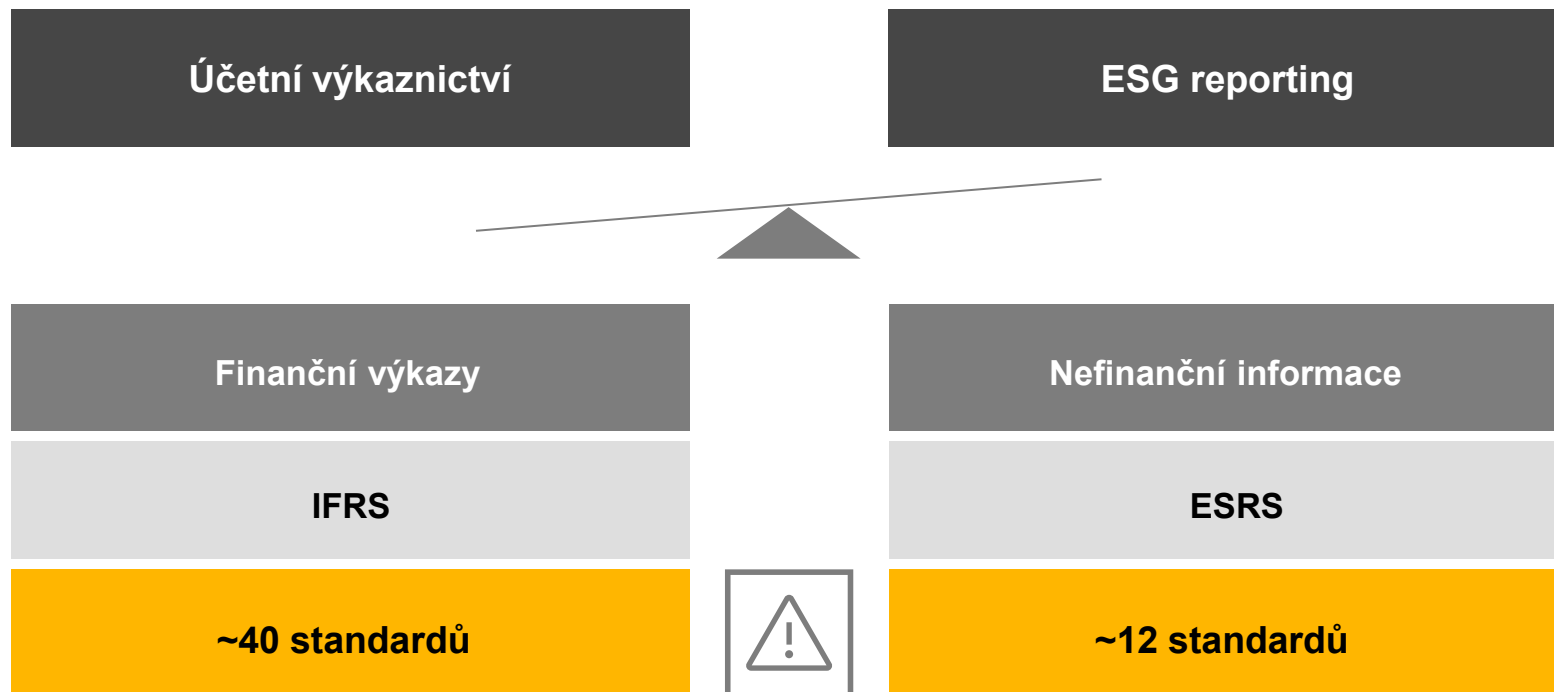 Účetní výkaznictví
ESG reporting
Finanční výkazy
Nefinanční informace
IFRS
ESRS
~40 standardů
~12 standardů